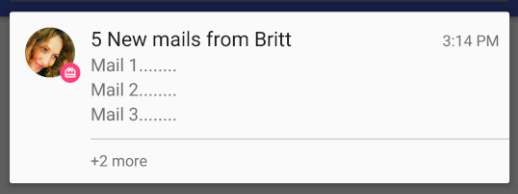 5 New mails from Britt
3:14 PM
Mail 1........
Mail 2........
Mail 3........
+2 more